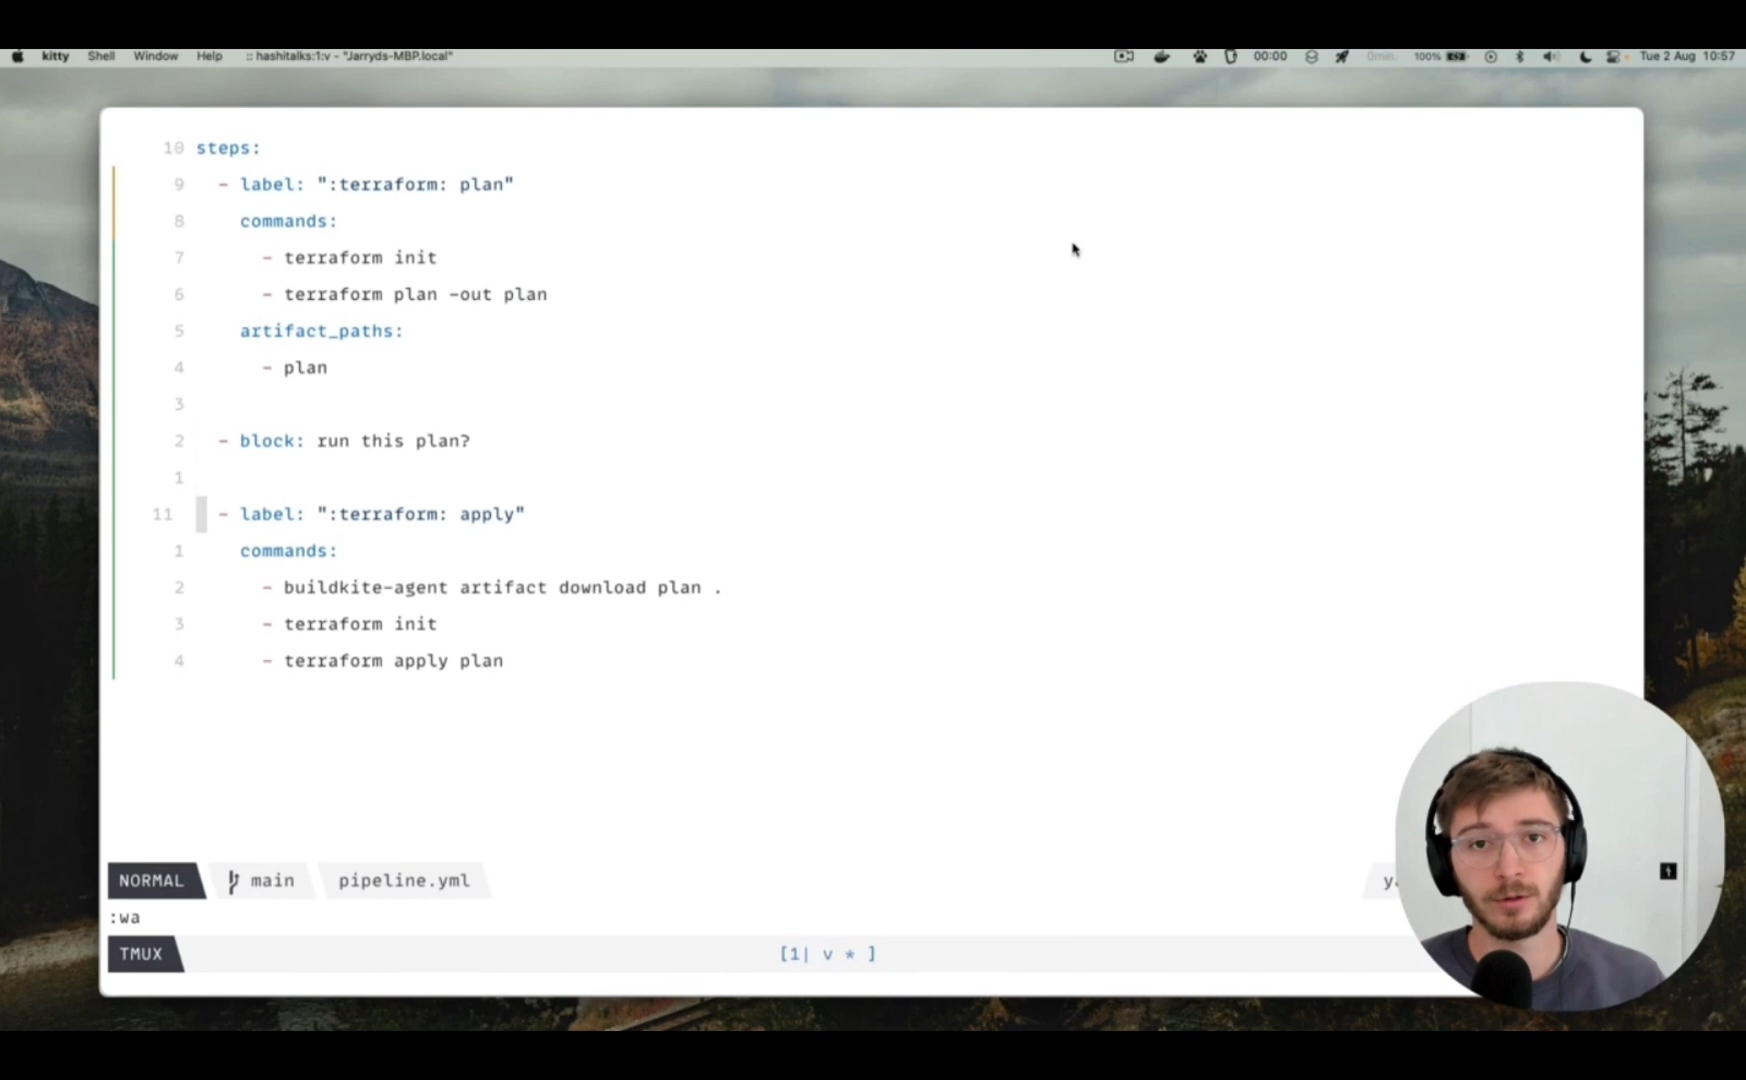 kitty Shell Window Help :: hashitalks:1:v - "Jarryds-MBP.local" 00:00 0min. 100% Tue 2 Aug 10:57
10 steps:
9 - label: ":terraform: plan"
8 commands:
7 - terraform init
6 - terraform plan -out plan
5 artifact_paths:
4 - plan
3
2 - block: run this plan?
1
11 - label: ":terraform: apply"
1 commands:
2 - buildkite-agent artifact download plan .
3 - terraform init
4 - terraform apply plan
NORMAL main pipeline.yml
:wa
TMUX [1| v * ]